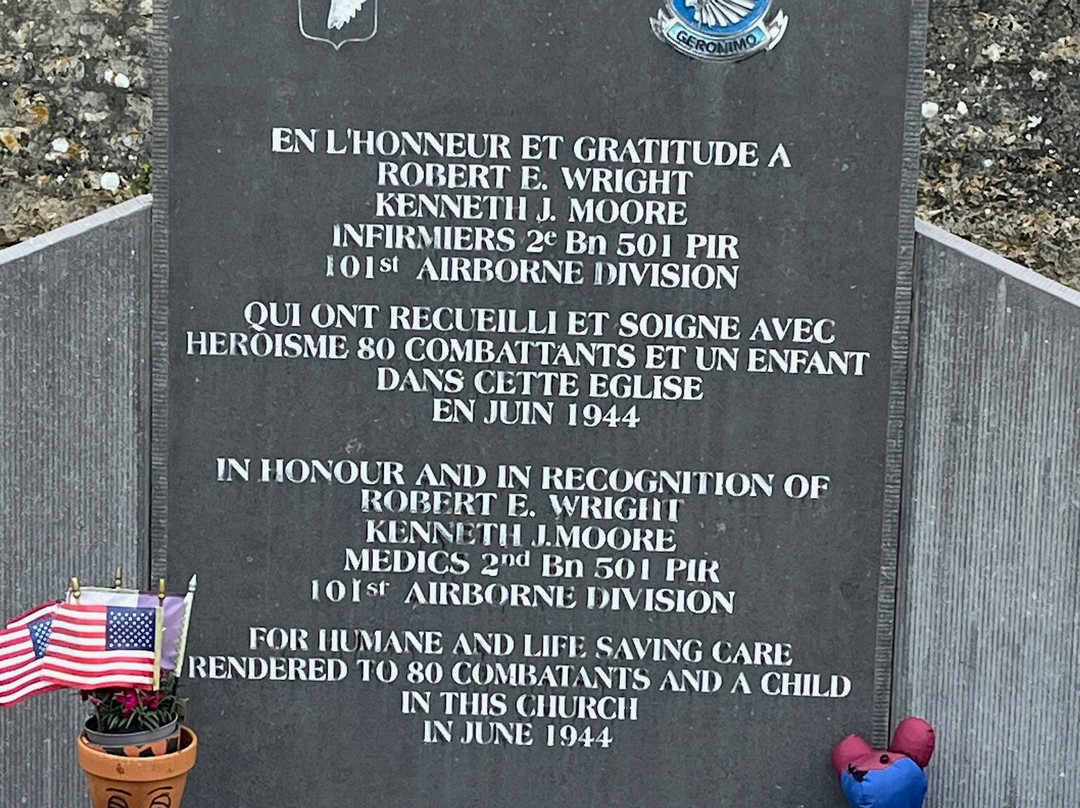 GERONIMO
EN L'HONNEUR ET GRATITUDE A
ROBERT E. WRIGHT
KENNETH J. MOORE
INFIRMIERS 2e Bn 501 PIR
101st AIRBORNE DIVISION
QUI ONT RECUEILLI ET SOIGNE AVEC
HEROISME 80 COMBATTANTS ET UN ENFANT
DANS CETTE EGLISE
EN JUIN 1944
IN HONOUR AND IN RECOGNITION OF
ROBERT E. WRIGHT
KENNETH J.MOORE
MEDICS 2nd Bn 501 PIR
101st AIRBORNE DIVISION
FOR HUMANE AND LIFE SAVING CARE
RENDERED TO 80 COMBATANTS AND A CHILD
IN THIS CHURCH
IN JUNE 1944